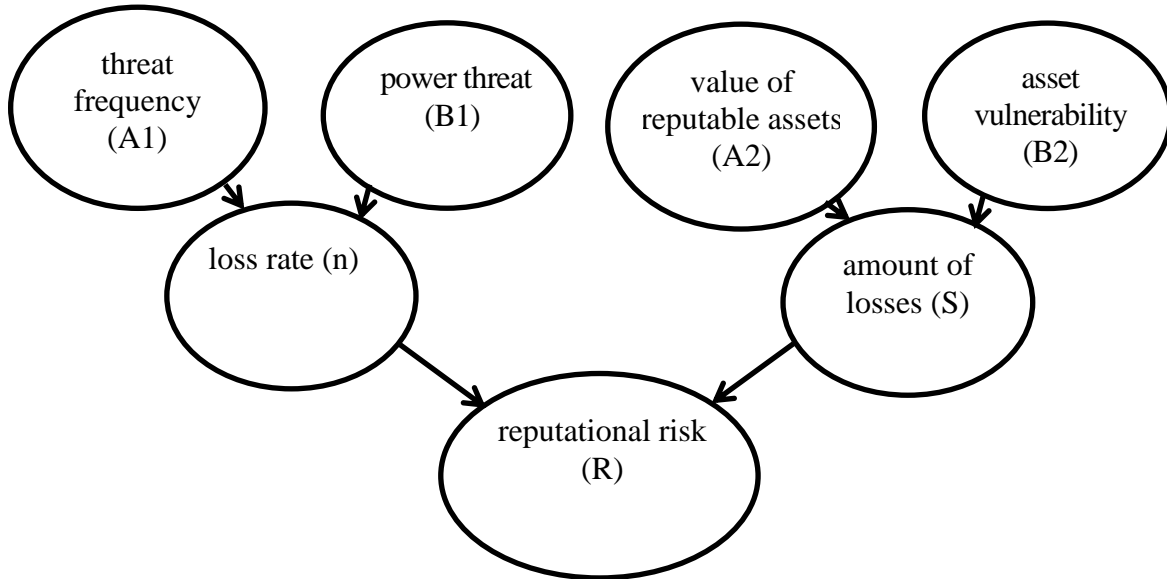 threat
frequency
(A1)
power threat
(B1)
value of
reputable assets
(A2)
asset
vulnerability
(B2)
loss rate (n)
amount of
losses (S)
reputational risk
(R)